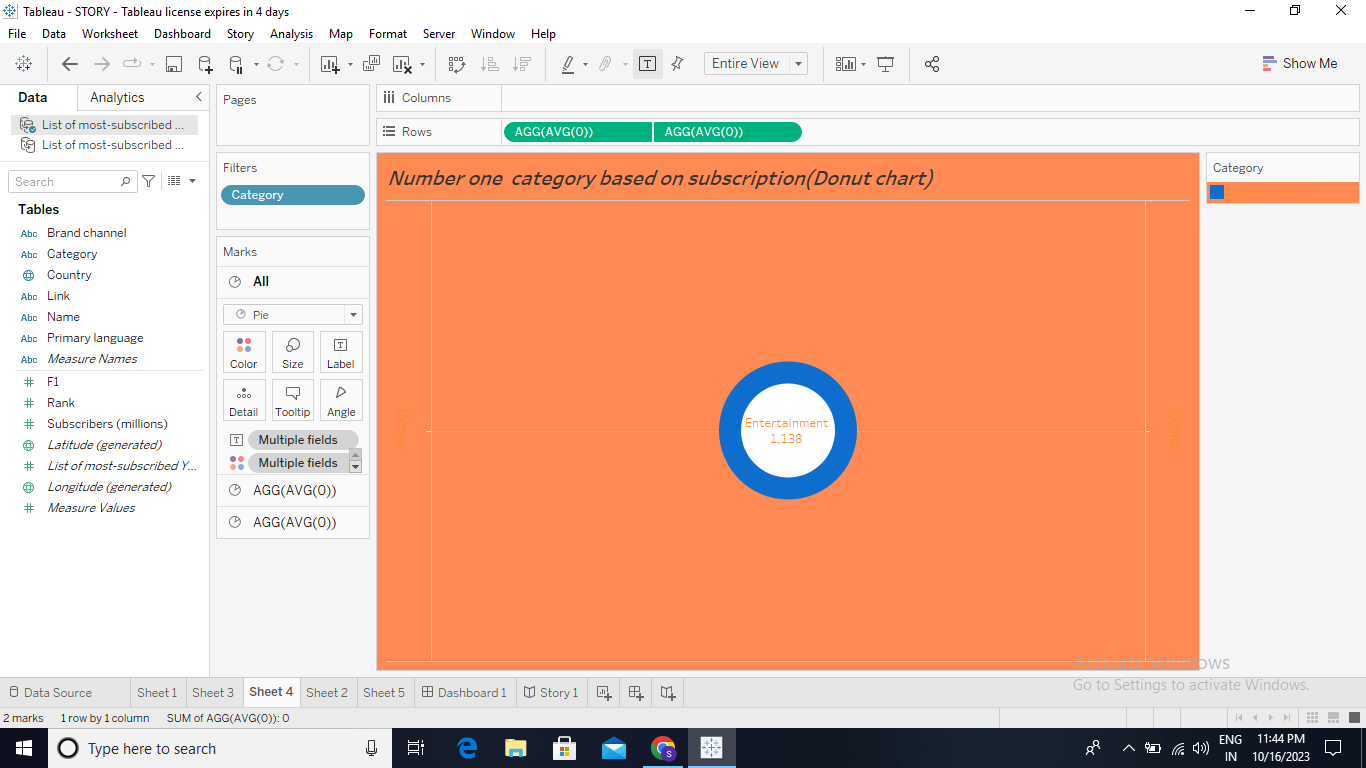 Tableau - STORY - Tableau license expires in 4 days
File Data Worksheet Dashboard Story Analysis Map Format Server Window Help
Entire View
Show Me
Data Analytics
List of most-subscribed ...
List of most-subscribed ...
Search
Tables
Abc Brand channel
Abc Category
Country
Abc Link
Abc Name
Abc Primary language
Abc Measure Names
F1
Rank
Subscribers (millions)
Latitude (generated)
List of most-subscribed Y...
Longitude (generated)
Measure Values
Pages
Filters
Category
Marks
All
Pie
Color Size Label
Detail Tooltip Angle
Multiple fields
Multiple fields
AGG(AVG(0))
AGG(AVG(0))
Columns
Rows AGG(AVG(0)) AGG(AVG(0))
Number one category based on subscription(Donut chart)
Entertainment
1,138
Category
Activate Windows
Go to Settings to activate Windows.
Data Source Sheet 1 Sheet 3 Sheet 4 Sheet 2 Sheet 5 Dashboard 1 Story 1
2 marks 1 row by 1 column SUM of AGG(AVG(0)): 0
Type here to search
ENG
IN
11:44 PM
10/16/2023